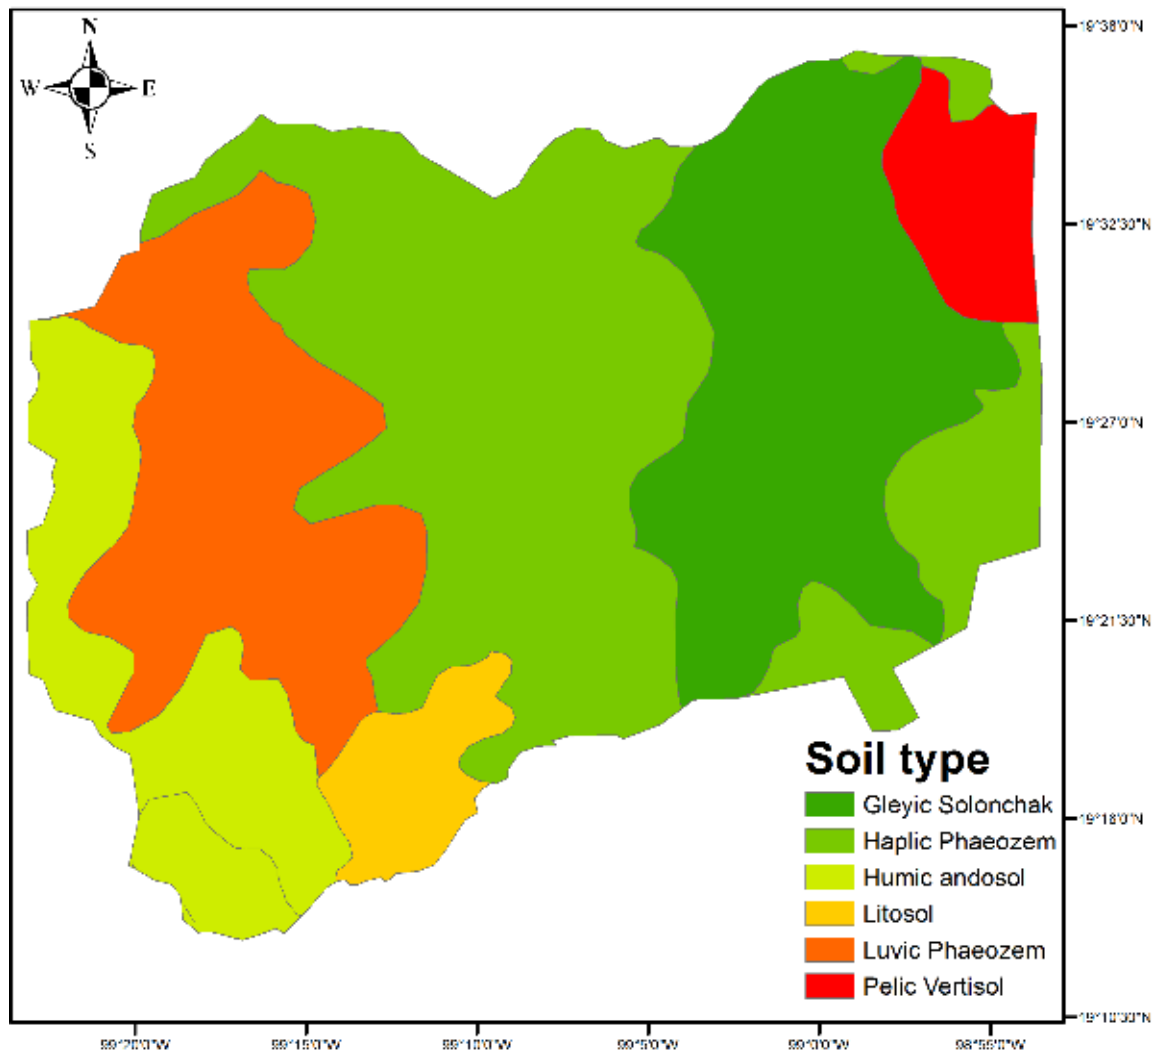 N
W E
S
19°38'0"N
19°32'30"N
19°27'0"N
19°21'30"N
19°16'0"N
19°10'30"N
Soil type
Gleyic Solonchak
Haplic Phaeozem
Humic andosol
Litosol
Luvic Phaeozem
Pelic Vertisol
99°20'0"W 99°15'0"W 99°10'0"W 99°5'0"W 99°0'0"W 98°55'0"W